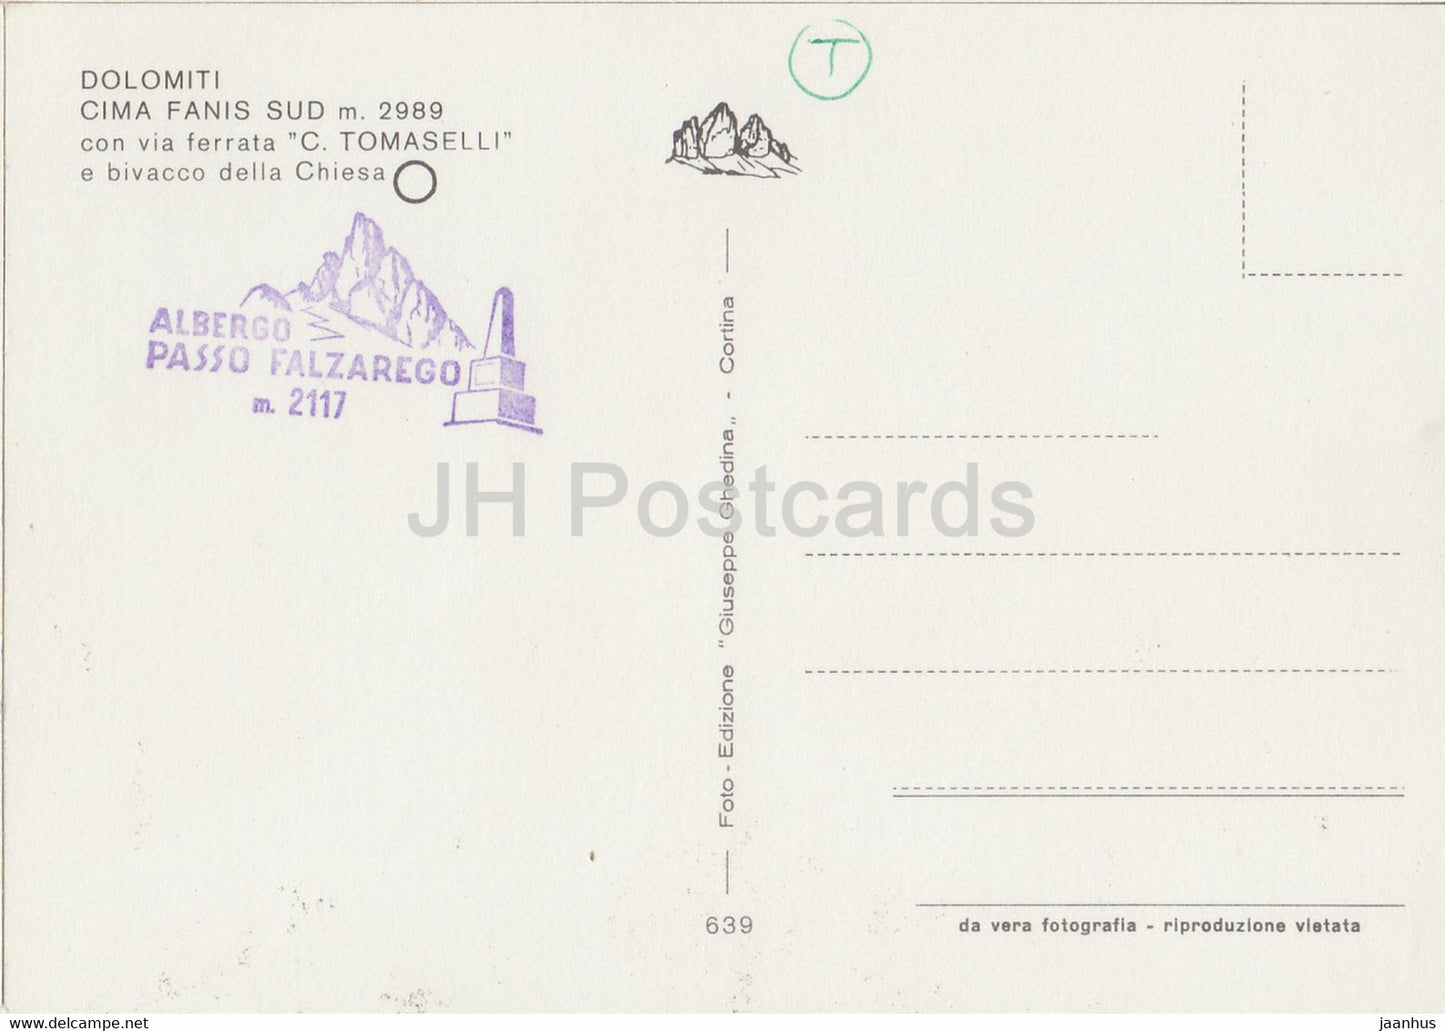 T
DOLOMITI
CIMA FANIS SUD m. 2989
con via ferrata "C. TOMASELLI"
e bivacco della Chiesa
ALBERGO
PASSO FALZAREGO
m. 2117
JH Postcards
Foto - Edizione "Giuseppe Ghedina„ - Cortina
639
da vera fotografia - riproduzione vietata
https://www.delcampe.net
jaanhus